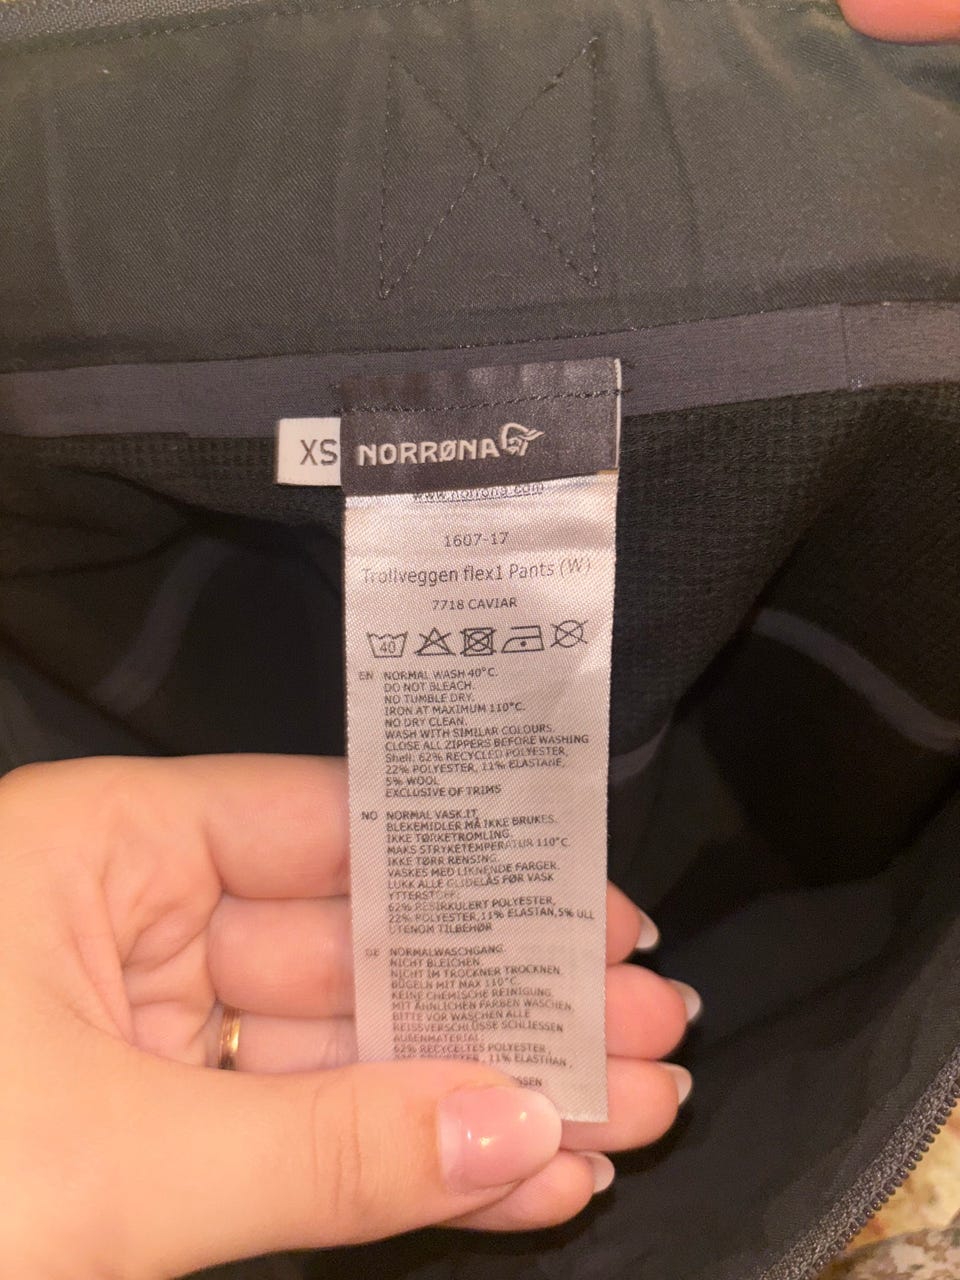 XS
NORRØNA
www.norrona.com
1607-17
Trollveggen flex1 Pants (W)
7718 CAVIAR
40
EN NORMAL WASH 40°C.
DO NOT BLEACH.
NO TUMBLE DRY.
IRON AT MAXIMUM 110°C.
NO DRY CLEAN.
WASH WITH SIMILAR COLOURS.
CLOSE ALL ZIPPERS BEFORE WASHING
Shell: 62% RECYCLED POLYESTER,
22% POLYESTER, 11% ELASTANE,
5% WOOL
EXCLUSIVE OF TRIMS
NO NORMAL VASK.IT
BLEKEMIDLER MÅ IKKE BRUKES.
IKKE TØRKETROMLING.
MAKS STRYKETEMPERATUR 110°C.
IKKE TØRR RENSING.
VASKES MED LIKNENDE FARGER.
LUKK ALLE GLIDELÅS FØR VASK
YTTERSTOFF:
62% RESIRKULERT POLYESTER,
22% POLYESTER,11% ELASTAN,5% ULL
UTENOM TILBEHØR
DE NORMALWASCHGANG.
NICHT BLEICHEN.
NICHT IM TROCKNER TROCKNEN.
BÜGELN MIT MAX 110°C.
KEINE CHEMISCHE REINIGUNG.
MIT ÄHNLICHEN FARBEN WASCHEN.
BITTE VOR WASCHEN ALLE
REISSVERSCHLÜSSE SCHLIESSEN
AUßENMATERIAL:
62% RECYCELTES POLYESTER,
11% ELASTHAN,